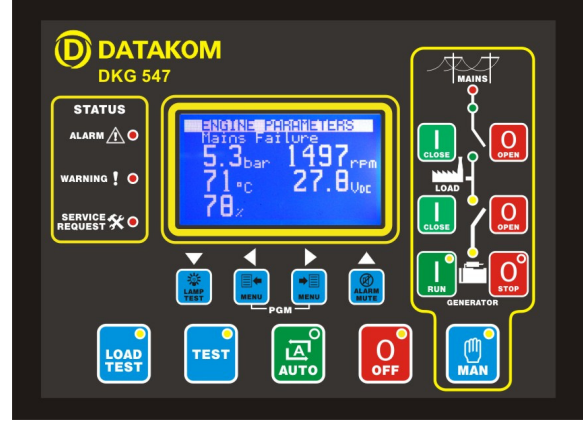 D DATAKOM
DKG 547
STATUS
ALARM
WARNING !
SERVICE
REQUEST
ENGINE PARAMETERS
Mains Failure
5.3bar 1497rpm
71°C 27.8VDC
78%
LAMP
TEST
MENU
MENU
ALARM
MUTE
PGM
LOAD
TEST
TEST
A
AUTO
O
OFF
MAN
MAINS
I
CLOSE
O
OPEN
LOAD
I
CLOSE
O
OPEN
I
RUN
O
STOP
GENERATOR